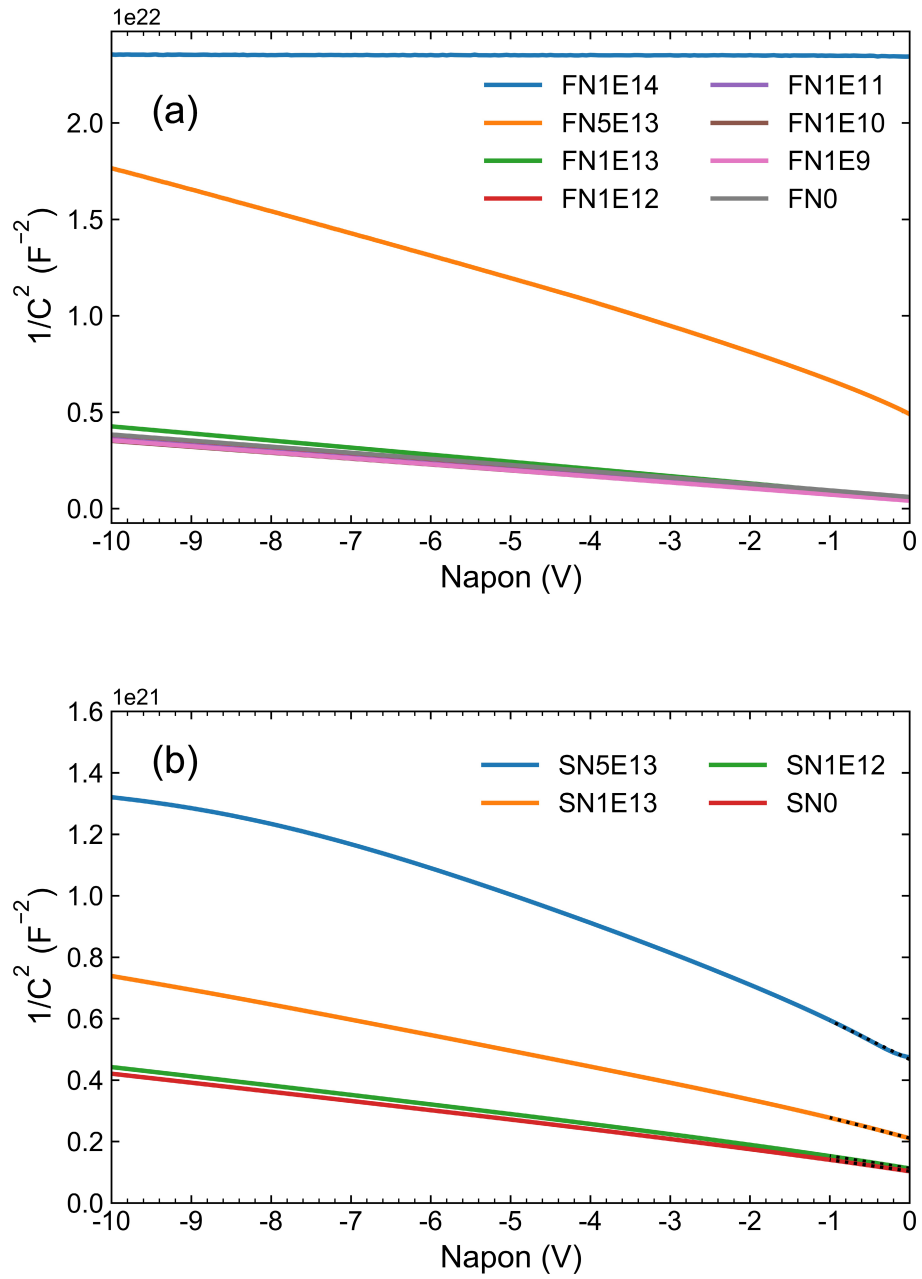 1e22
(a)
FN1E14 FN1E11
FN5E13 FN1E10
FN1E13 FN1E9
FN1E12 FN0
2.0
1.5
1.0
0.5
0.0
1/C² (F⁻²)
-10 -9 -8 -7 -6 -5 -4 -3 -2 -1 0
Napon (V)
1e21
(b)
SN5E13 SN1E12
SN1E13 SN0
1.6
1.4
1.2
1.0
0.8
0.6
0.4
0.2
0.0
1/C² (F⁻²)
-10 -9 -8 -7 -6 -5 -4 -3 -2 -1 0
Napon (V)